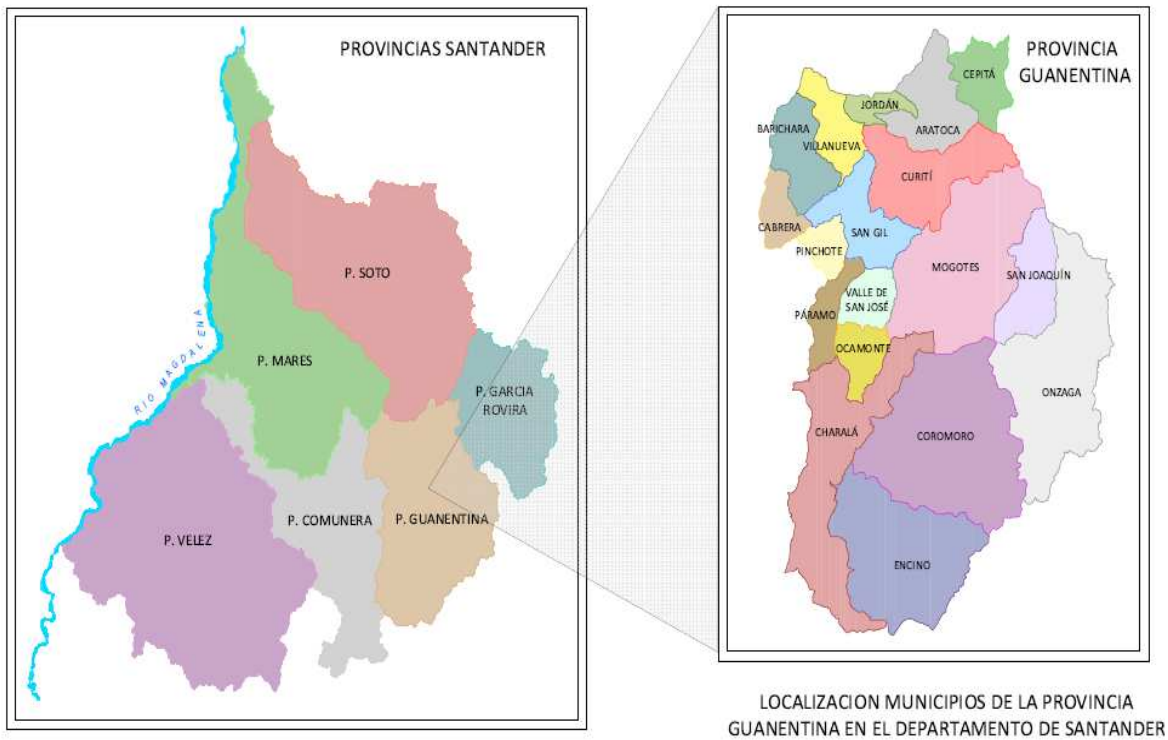 PROVINCIAS SANTANDER
P. SOTO
RIO MAGDALENA
P. MARES
P. GARCIA
ROVIRA
P. COMUNERA
P. GUANENTINA
P. VELEZ
PROVINCIA
GUANENTINA
CEPITÁ
JORDÁN
ARATOCA
BARICHARA
VILLANUEVA
CURITÍ
CABRERA
SAN GIL
PINCHOTE
MOGOTES
SAN JOAQUÍN
VALLE DE
SAN JOSÉ
PÁRAMO
OCAMONTE
ONZAGA
CHARALÁ
COROMORO
ENCINO
LOCALIZACION MUNICIPIOS DE LA PROVINCIA
GUANENTINA EN EL DEPARTAMENTO DE SANTANDER